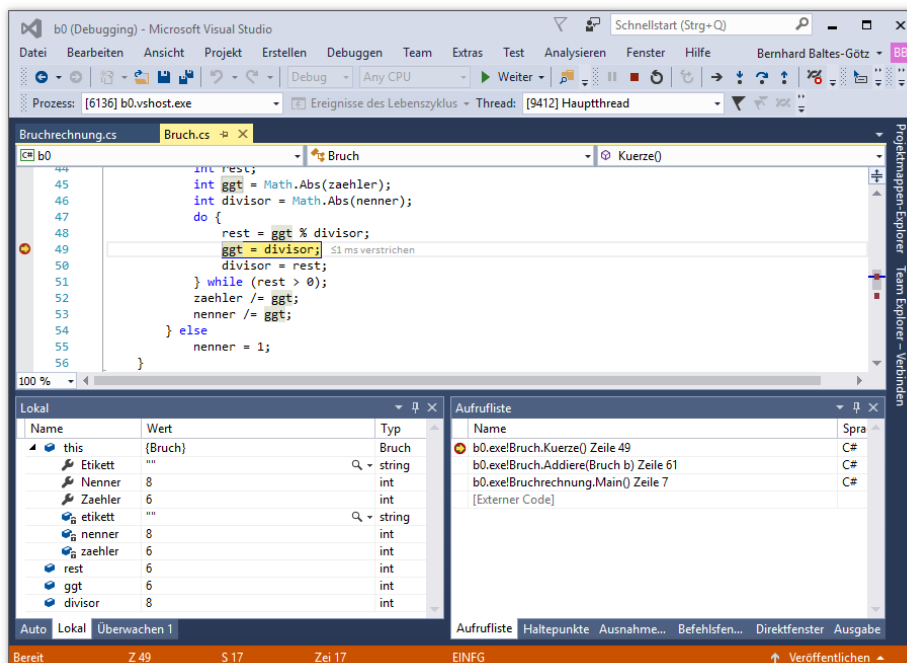 b0 (Debugging) - Microsoft Visual Studio
Schnellstart (Strg+Q)
Datei Bearbeiten Ansicht Projekt Erstellen Debuggen Team Extras Test Analysieren Fenster Hilfe Bernhard Baltes-Götz BB
Debug Any CPU Weiter
Prozess: [6136] b0.vshost.exe Ereignisse des Lebenszyklus Thread: [9412] Hauptthread
Bruchrechnung.cs Bruch.cs
C# b0 Bruch Kuerze()
44 int rest;
45 int ggt = Math.Abs(zaehler);
46 int divisor = Math.Abs(nenner);
47 do {
48 rest = ggt % divisor;
49 ggt = divisor; ≤1 ms verstrichen
50 divisor = rest;
51 } while (rest > 0);
52 zaehler /= ggt;
53 nenner /= ggt;
54 } else
55 nenner = 1;
56 }
100 %
Projektmappen-Explorer
Team Explorer – Verbinden
Lokal
Name Wert Typ
this {Bruch} Bruch
Etikett "" string
Nenner 8 int
Zaehler 6 int
etikett "" string
nenner 8 int
zaehler 6 int
rest 6 int
ggt 6 int
divisor 8 int
Auto Lokal Überwachen 1
Aufrufliste
Name Spra
b0.exe!Bruch.Kuerze() Zeile 49 C#
b0.exe!Bruch.Addiere(Bruch b) Zeile 61 C#
b0.exe!Bruchrechnung.Main() Zeile 7 C#
[Externer Code]
Aufrufliste Haltepunkte Ausnahme... Befehlsfen... Direktfenster Ausgabe
Bereit Z 49 S 17 Zei 17 EINFG Veröffentlichen